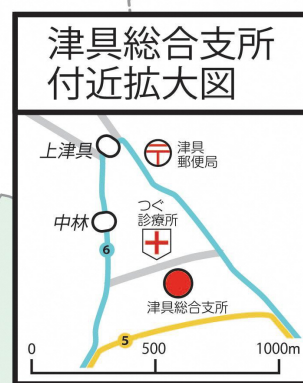 津具総合支所
付近拡大図
上津具
津具
郵便局
つぐ
診療所
中林
6
津具総合支所
5
0 500 1000m